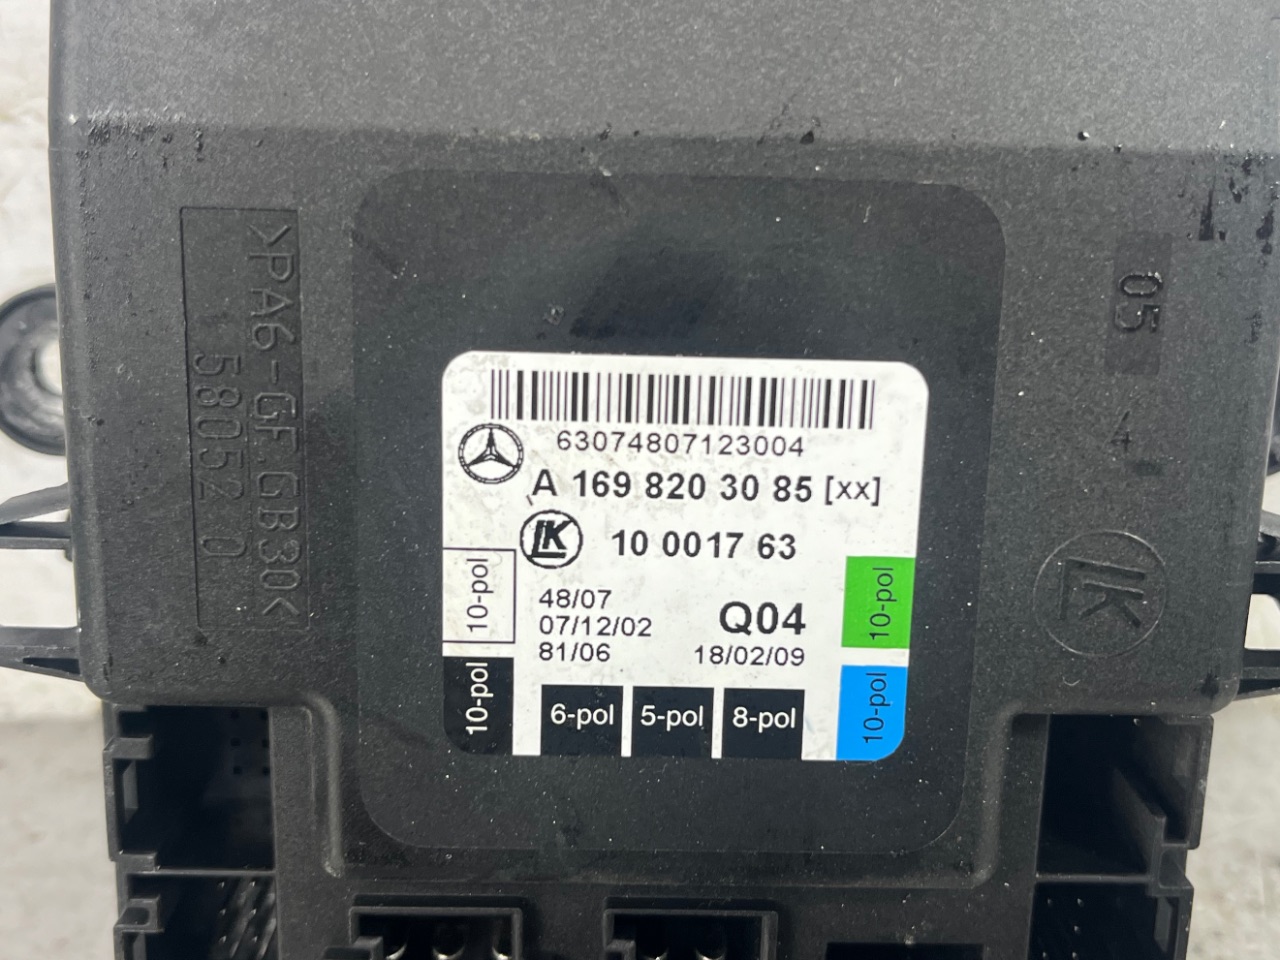 >PA6-GF.GB30<
58052 0
05
4
63074807123004
A 169 820 30 85 [xx]
LK
10 0017 63
10-pol
48/07
07/12/02
81/06
Q04
18/02/09
10-pol
10-pol
6-pol
5-pol
8-pol
10-pol
LK